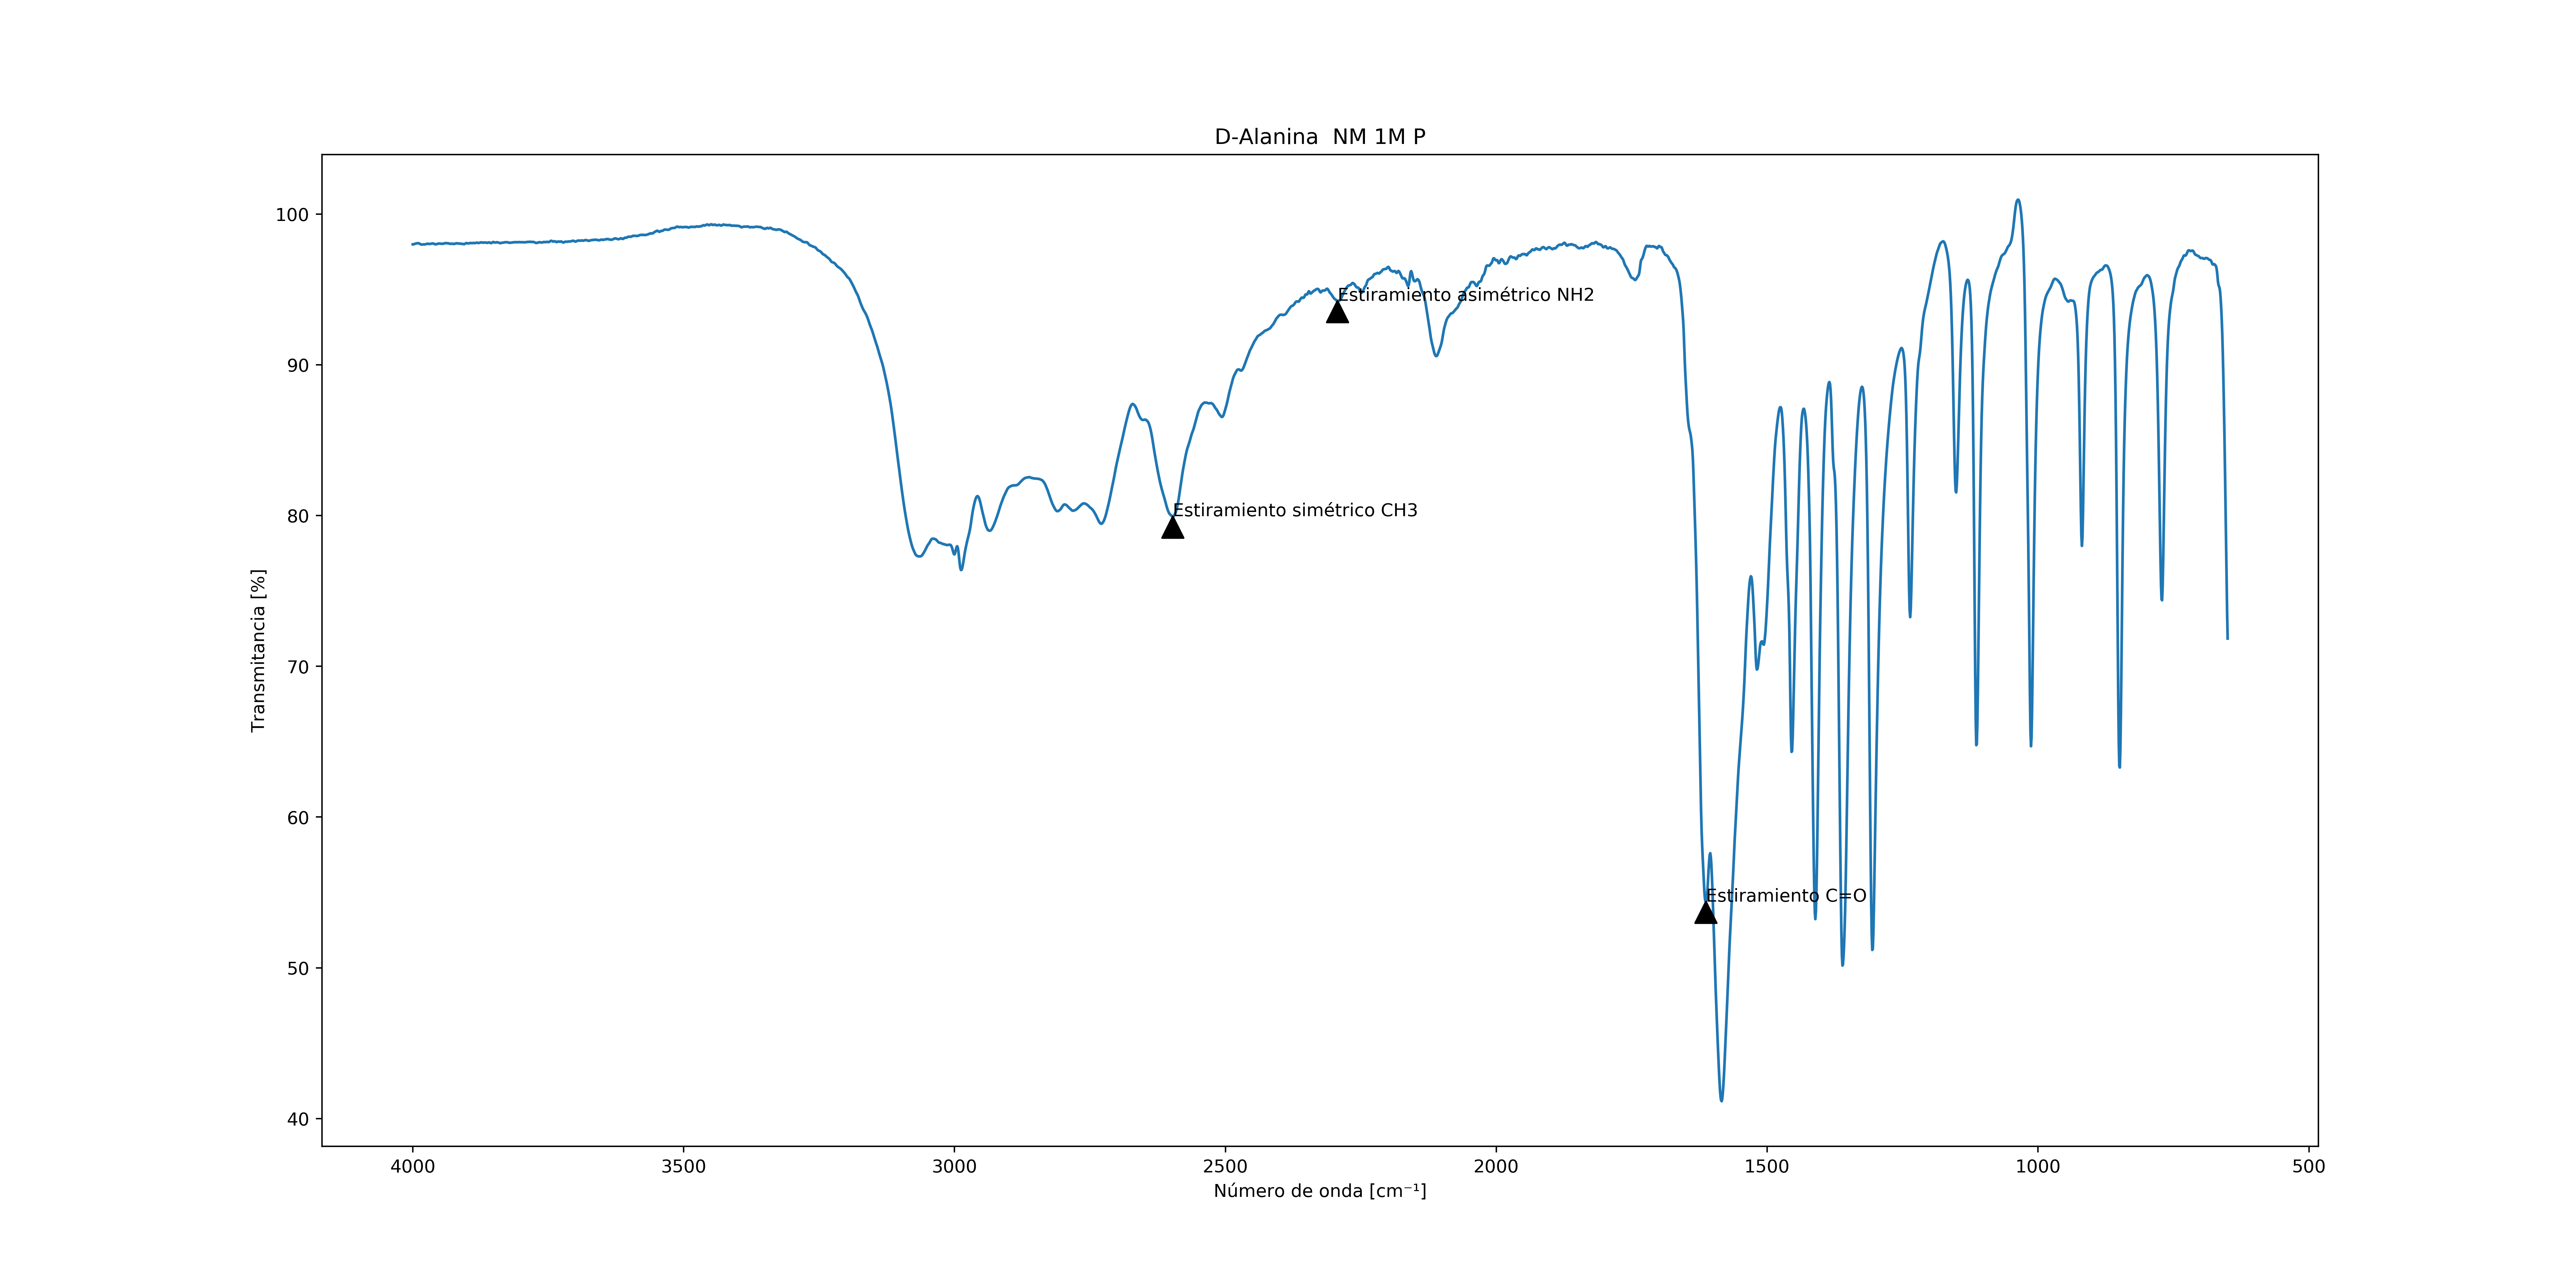 D-Alanina  NM 1M P
100
90
80
70
60
50
40
Transmitancia [%]
Estiramiento asimétrico NH2
Estiramiento simétrico CH3
Estiramiento C=O
4000 3500 3000 2500 2000 1500 1000 500
Número de onda [cm⁻¹]